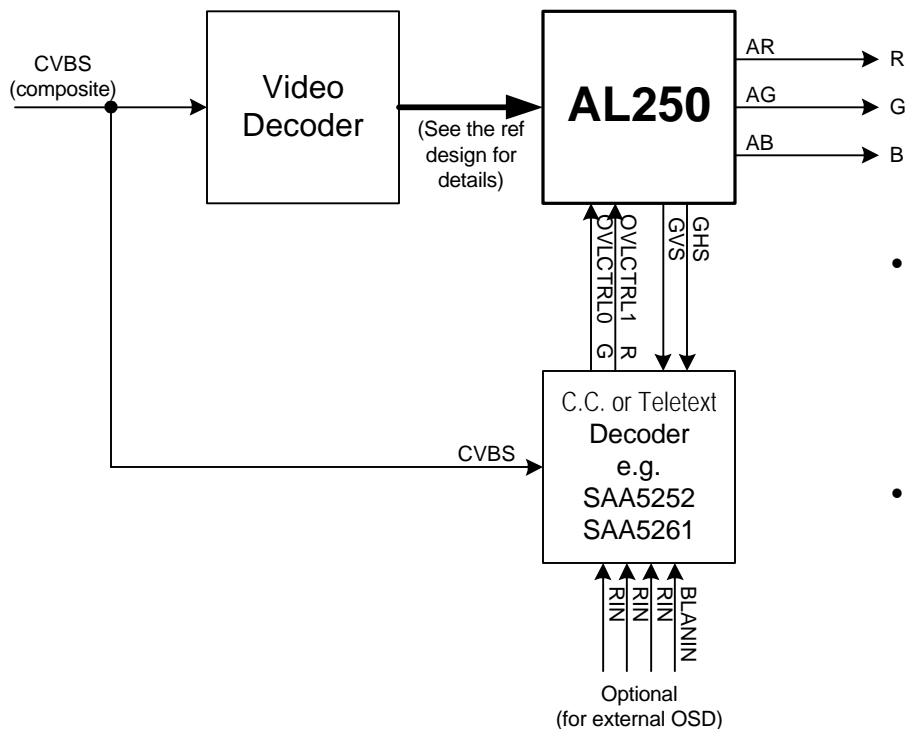 CVBS
(composite)
Video
Decoder
(See the ref
design for
details)
AL250
AR
R
AG
G
AB
B
OVLCTRL0 G
OVLCTRL1 R
GVS
GHS
•
CVBS
C.C. or Teletext
Decoder
e.g.
SAA5252
SAA5261
•
RIN
RIN
RIN
BLANIN
Optional
(for external OSD)